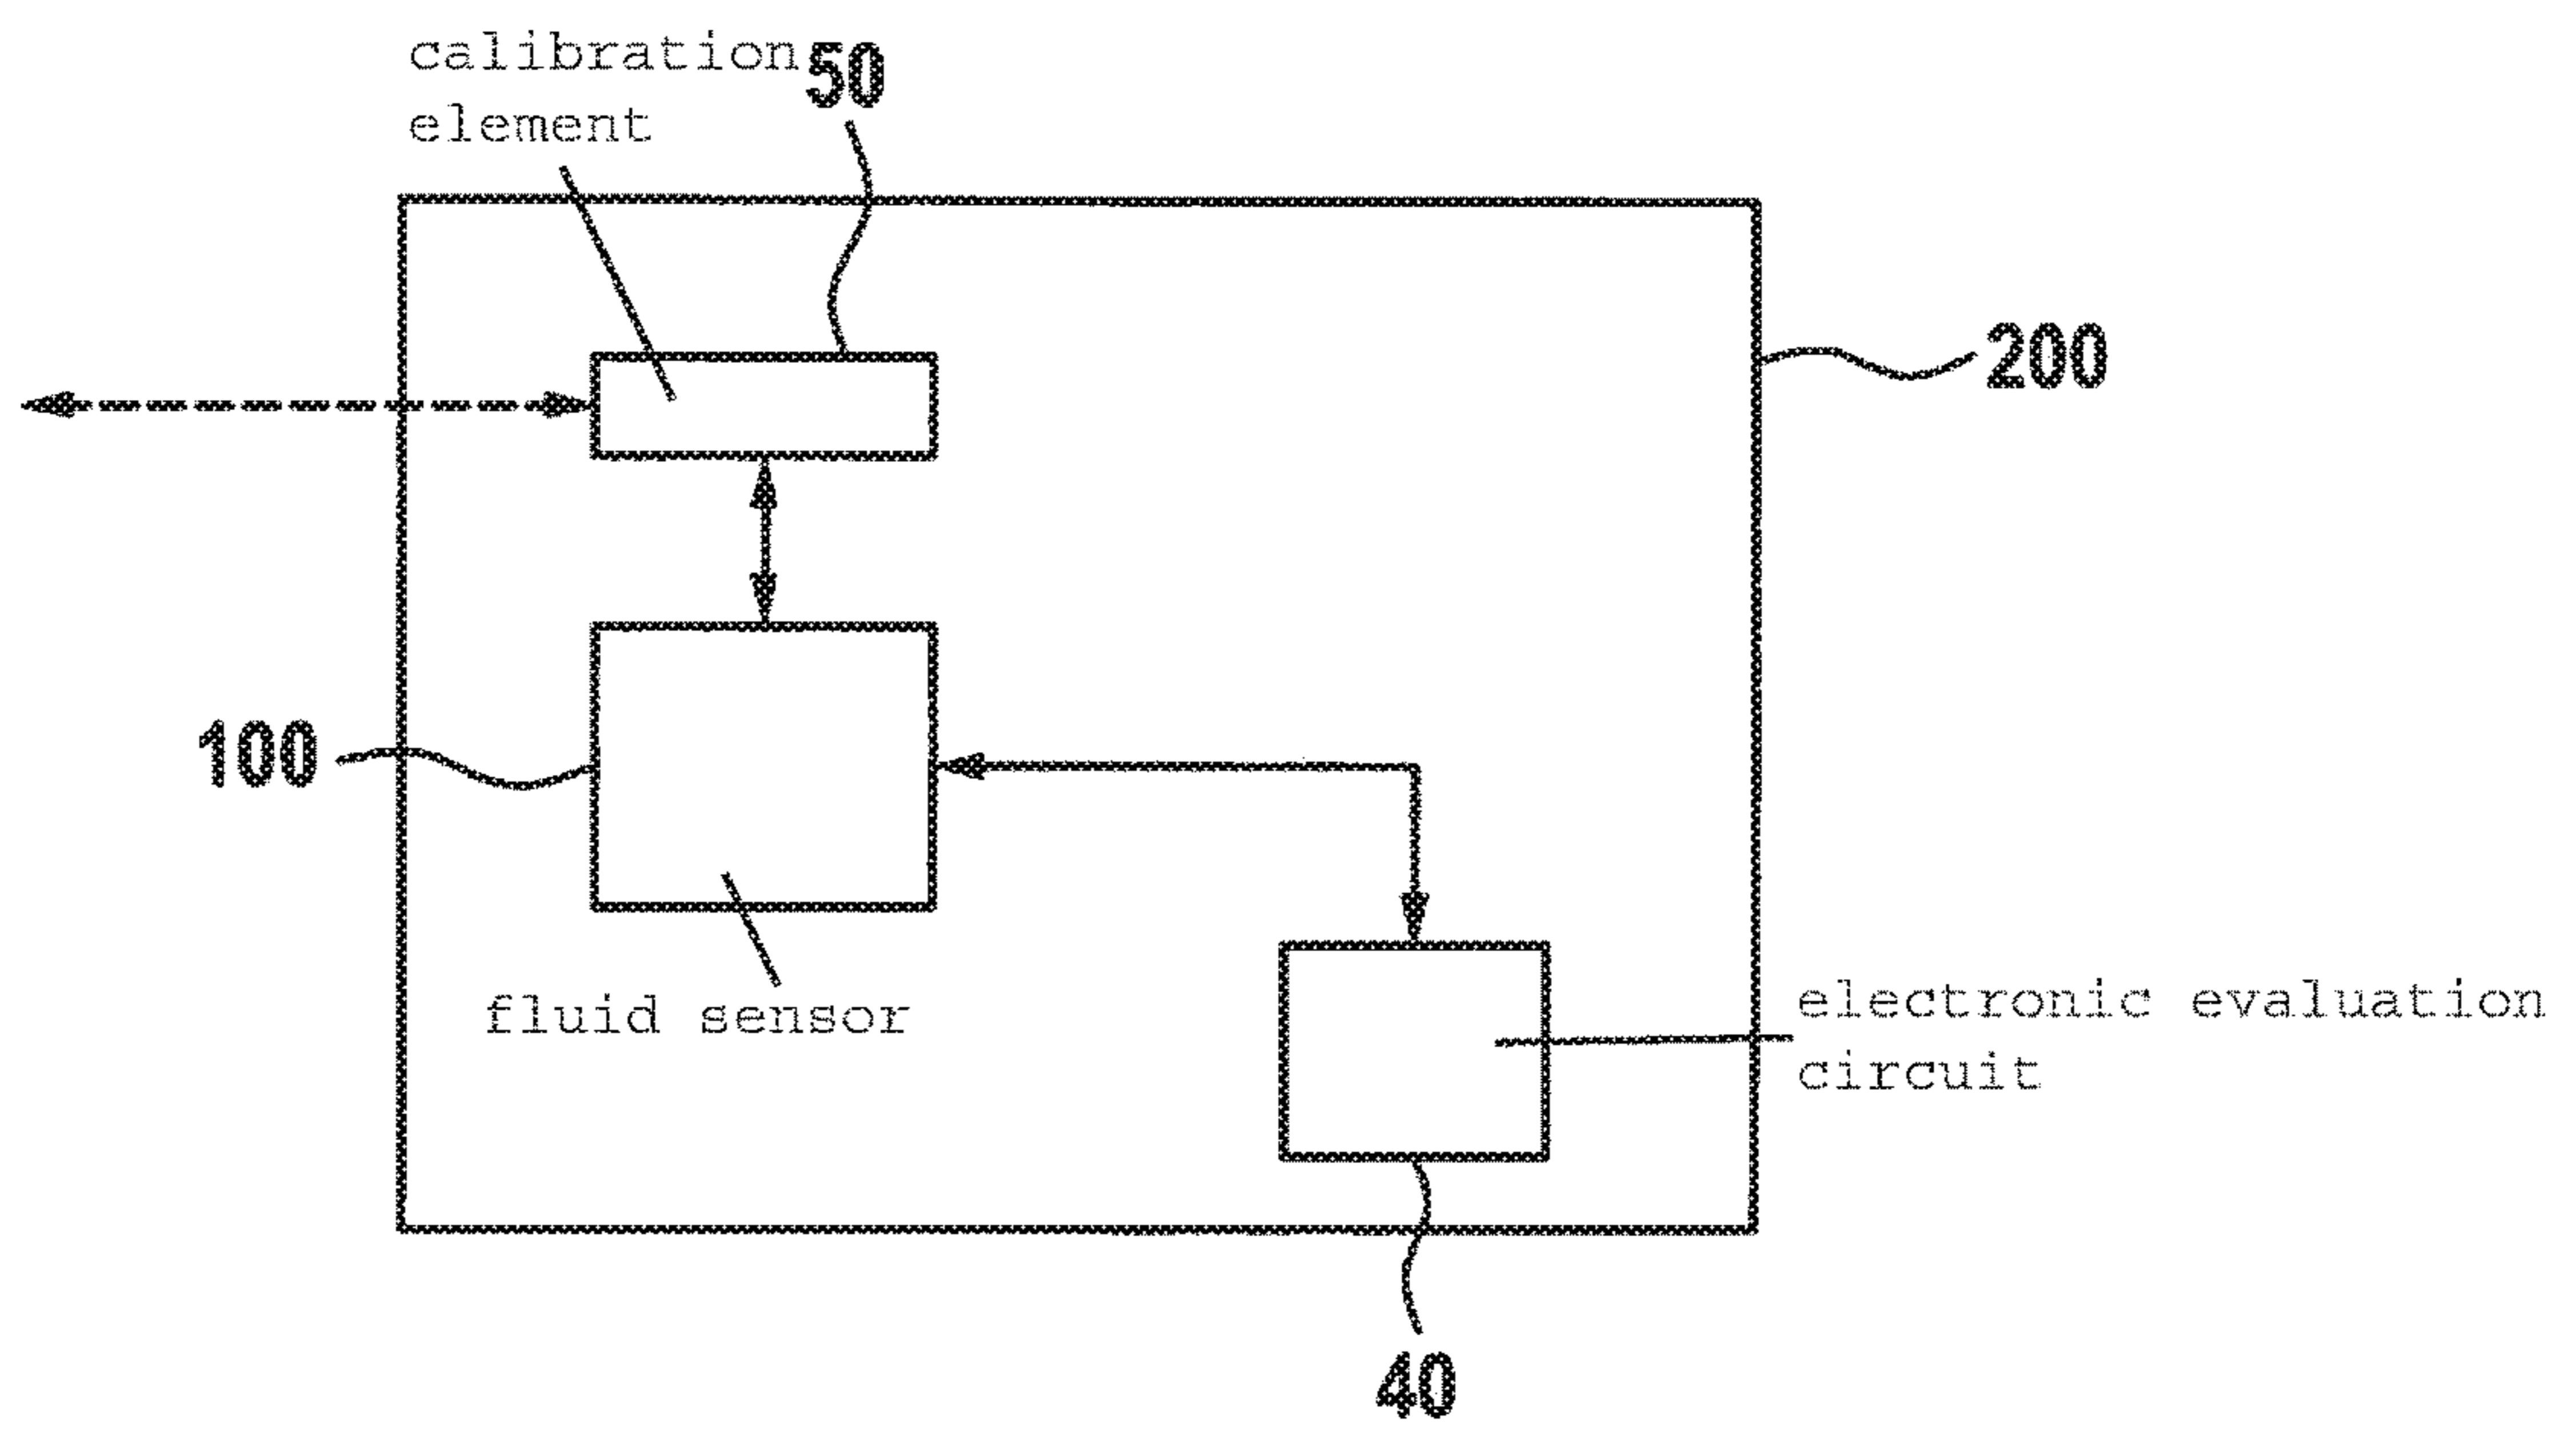 calibration
element
50
200
100
fluid sensor
electronic evaluation
circuit
40